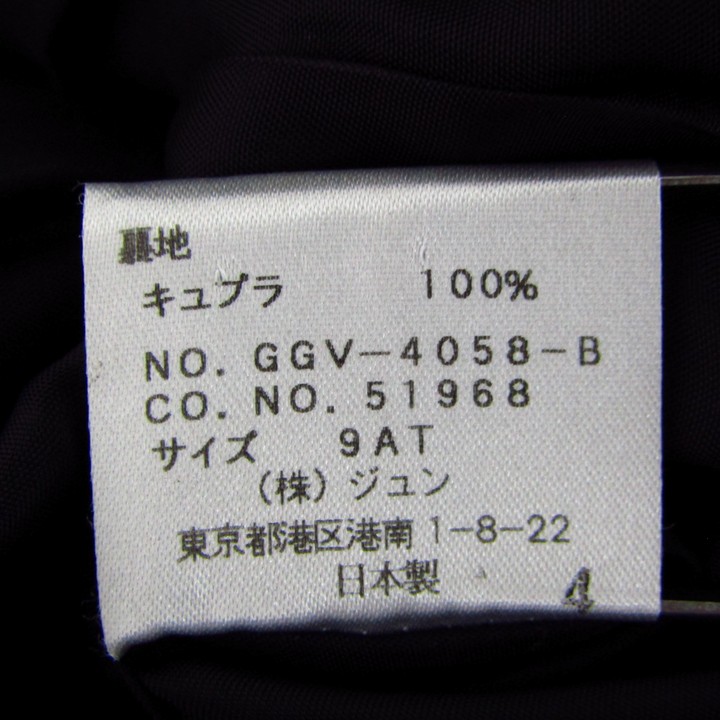 裏地
キュプラ 100%
NO. GGV-4058-B
CO. NO. 51968
サイズ 9AT
(株)ジュン
東京都港区港南1-8-22
日本製
4